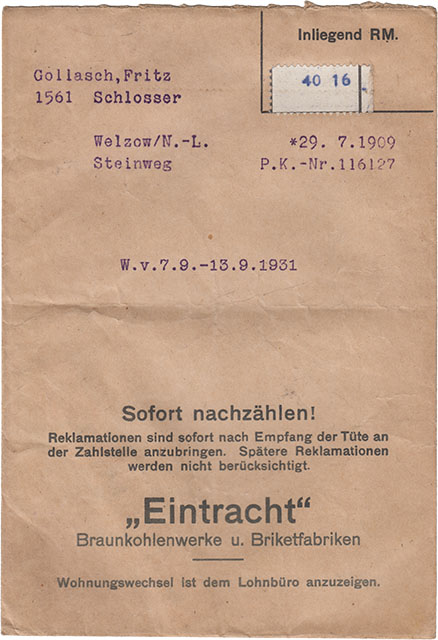 Inliegend RM.
40 16
Gollasch,Fritz
1561 Schlosser
Welzow/N.-L. *29. 7.1909
Steinweg P.K.-Nr.116127
W.v.7.9.-13.9.1931
Sofort nachzählen!
Reklamationen sind sofort nach Empfang der Tüte an
der Zahlstelle anzubringen. Spätere Reklamationen
werden nicht berücksichtigt.
„Eintracht“
Braunkohlenwerke u. Briketfabriken
Wohnungswechsel ist dem Lohnbüro anzuzeigen.